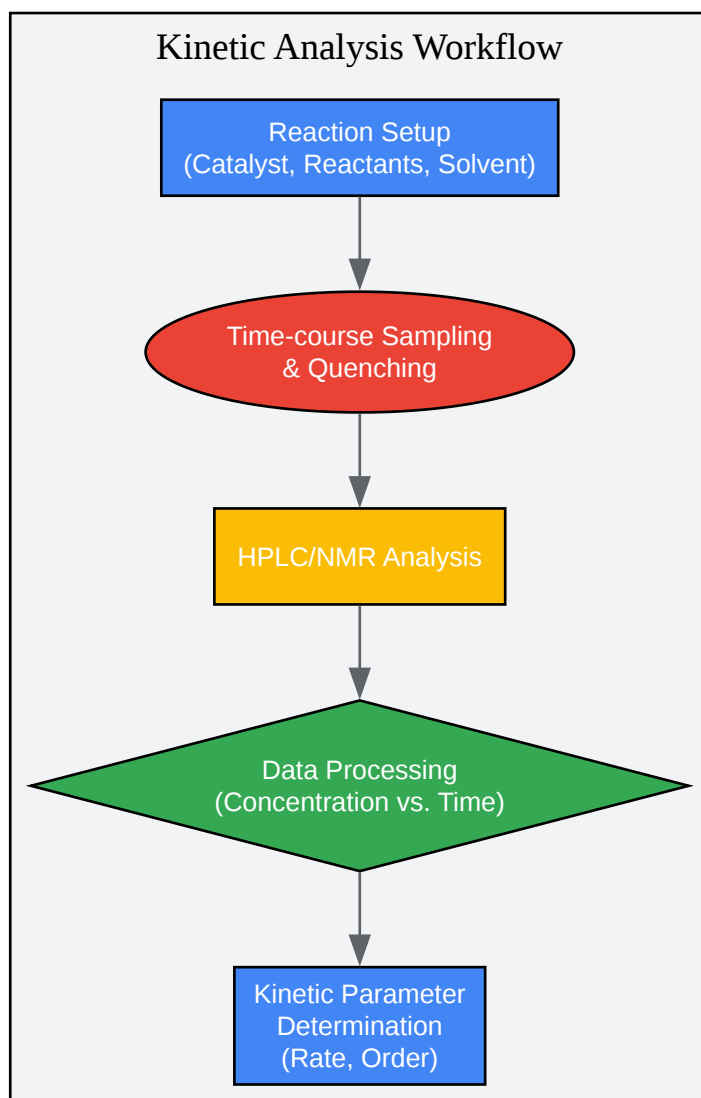 Kinetic Analysis Workflow
Reaction Setup
(Catalyst, Reactants, Solvent)
Time-course Sampling
& Quenching
HPLC/NMR Analysis
Data Processing
(Concentration vs. Time)
Kinetic Parameter
Determination
(Rate, Order)